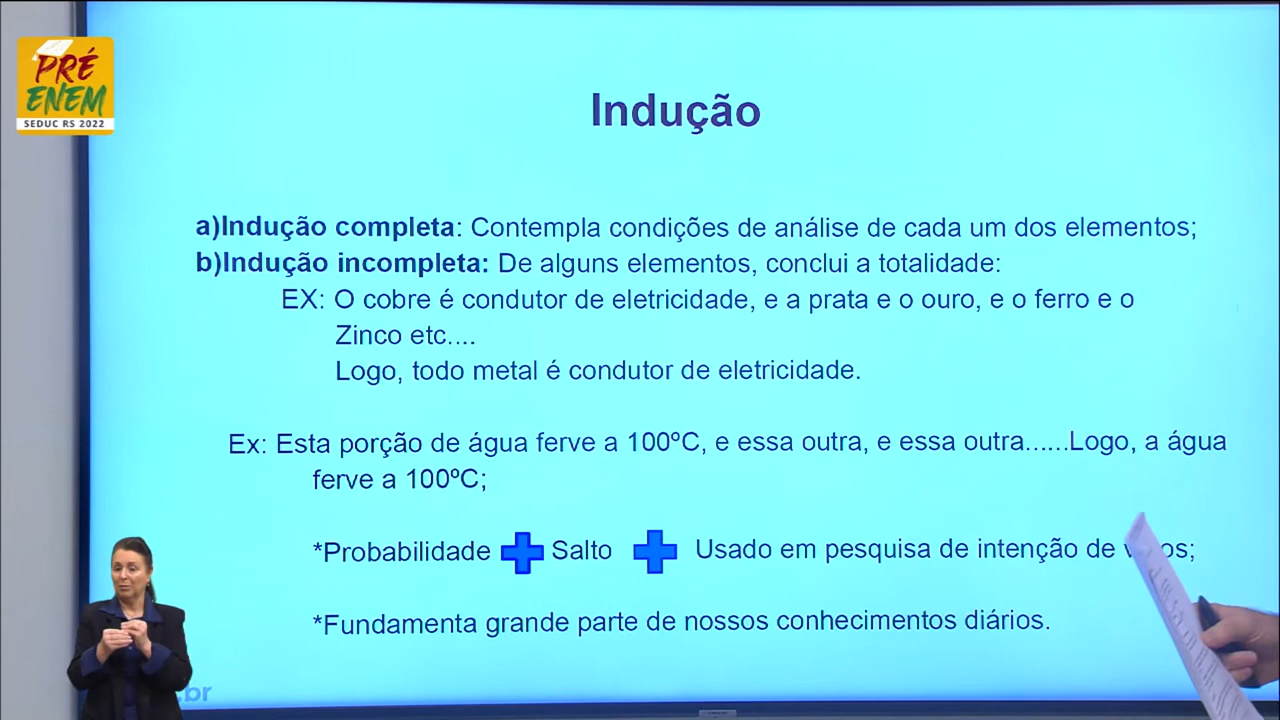 PRÉ
ENEM
SEDUC RS 2022
Indução
a)Indução completa: Contempla condições de análise de cada um dos elementos;
b)Indução incompleta: De alguns elementos, conclui a totalidade:
EX: O cobre é condutor de eletricidade, e a prata e o ouro, e o ferro e o
Zinco etc....
Logo, todo metal é condutor de eletricidade.
Ex: Esta porção de água ferve a 100ºC, e essa outra, e essa outra......Logo, a água
ferve a 100ºC;
*Probabilidade Salto Usado em pesquisa de intenção de
*Fundamenta grande parte de nossos conhecimentos diários.
.br